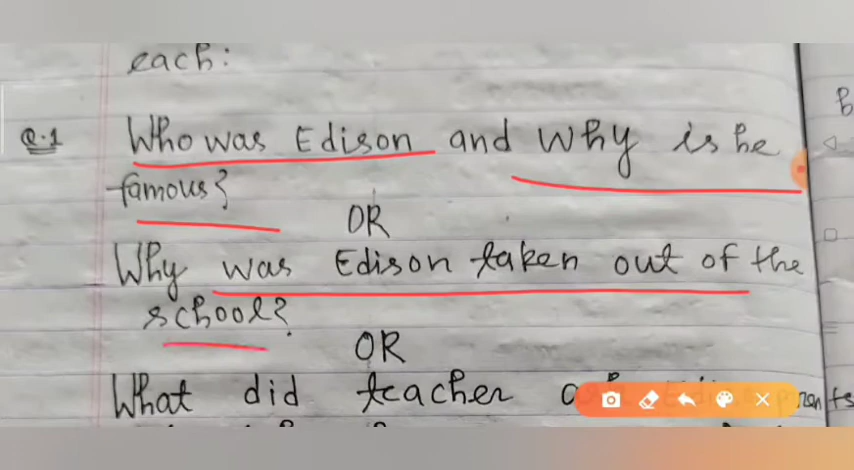 each:
Q.1 Who was Edison and why is he
famous?
OR
Why was Edison taken out of the
school?
OR
What did teacher